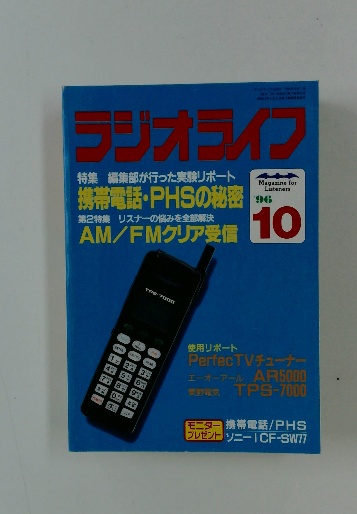 ラジオライフ
特集 編集部が行った実験リポート
携帯電話・PHSの秘密
第2特集 リスナーの悩みを全部解決
AM／FMクリア受信
Magazine for
Listeners
'96
10
TPS-7000
使用リポート
PerfecTVチューナー
エーオーアール AR5000
TPS-7000
モニター
プレゼント
携帯電話/PHS
ソニーICF-SW77